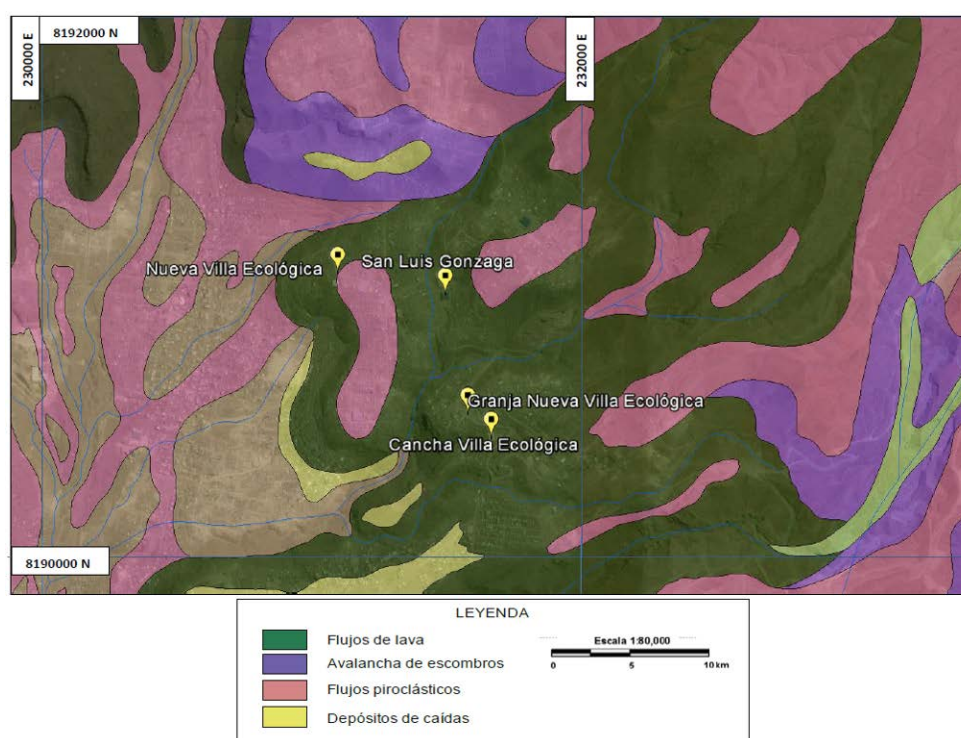 8192000 N
230000 E
232000 E
Nueva Villa Ecológica
San Luis Gonzaga
Granja Nueva Villa Ecológica
Cancha Villa Ecológica
8190000 N
LEYENDA
Flujos de lava
Avalancha de escombros
Flujos piroclásticos
Depósitos de caídas
Escala 1:80,000
0 5 10 km